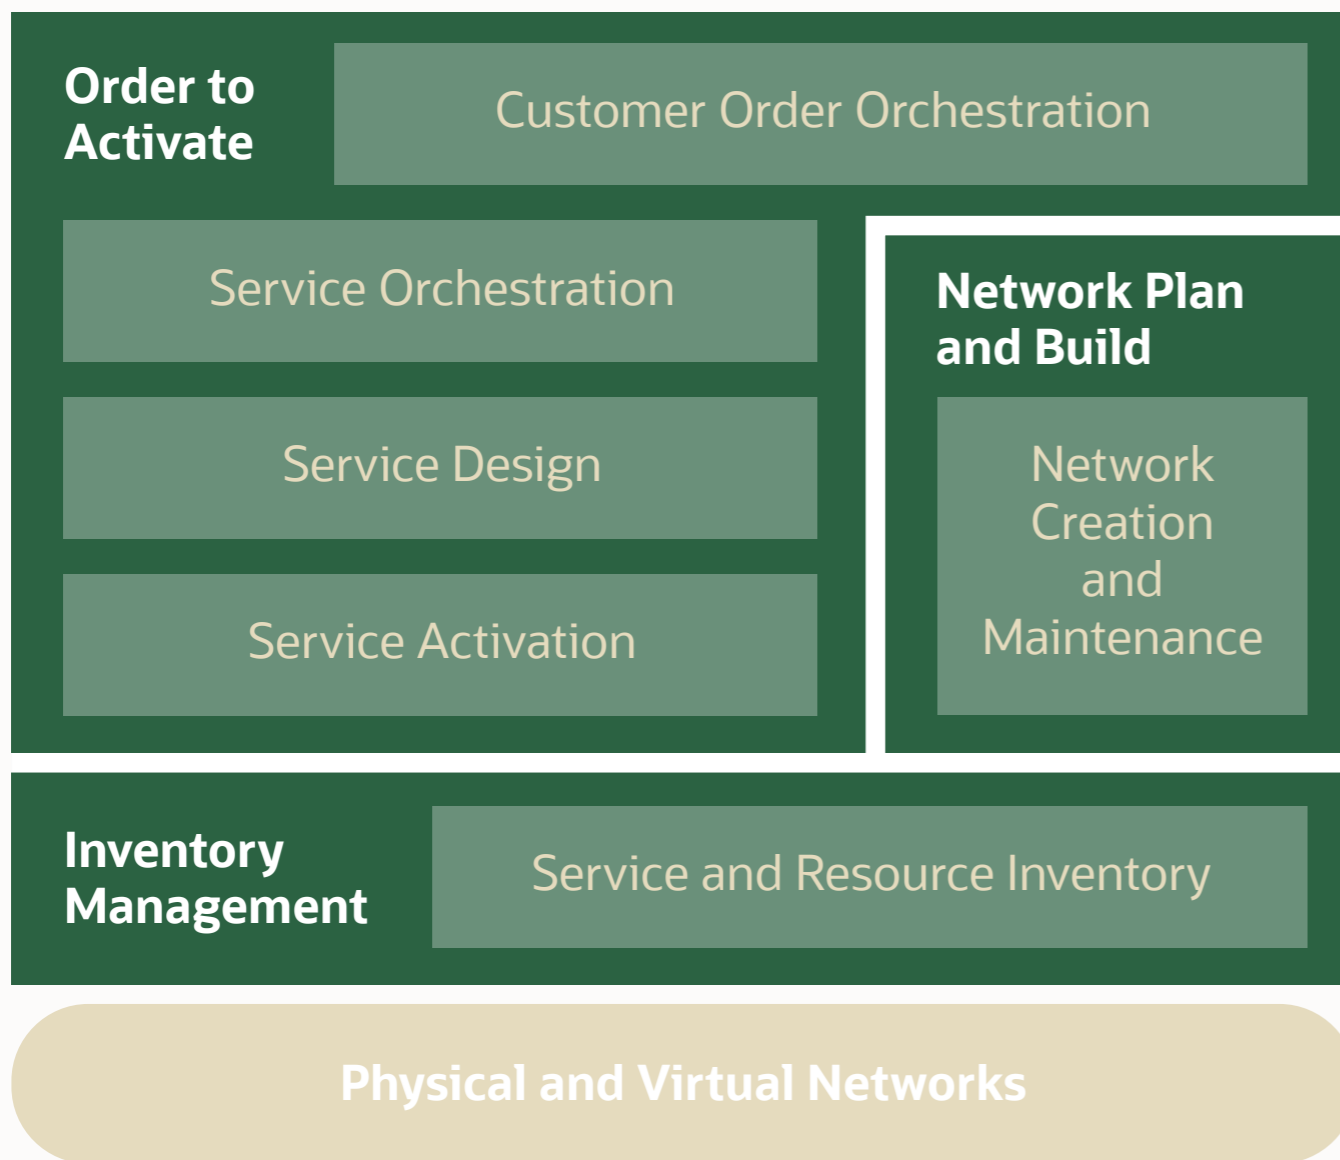 Order to
Activate
Customer Order Orchestration
Service Orchestration
Service Design
Service Activation
Network Plan
and Build
Network
Creation
and
Maintenance
Inventory
Management
Service and Resource Inventory
Physical and Virtual Networks